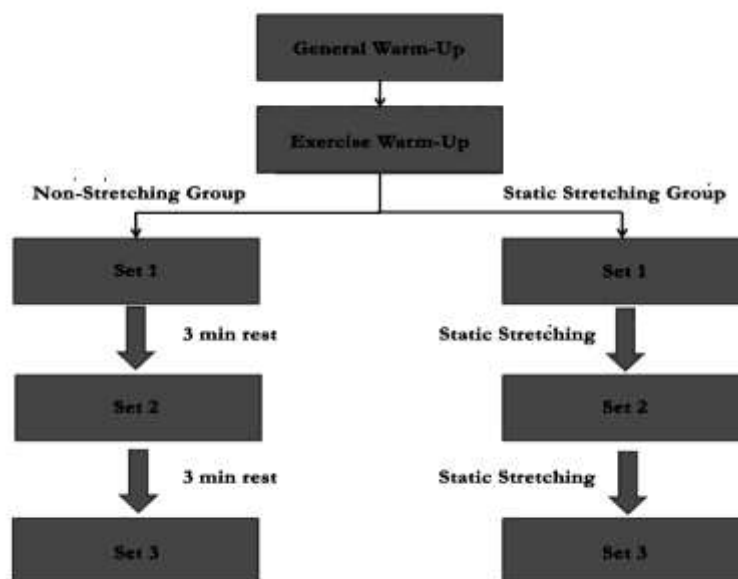 General Warm-Up
Exercise Warm-Up
Non-Stretching Group
Static Stretching Group
Set 1
Set 1
3 min rest
Static Stretching
Set 2
Set 2
3 min rest
Static Stretching
Set 3
Set 3